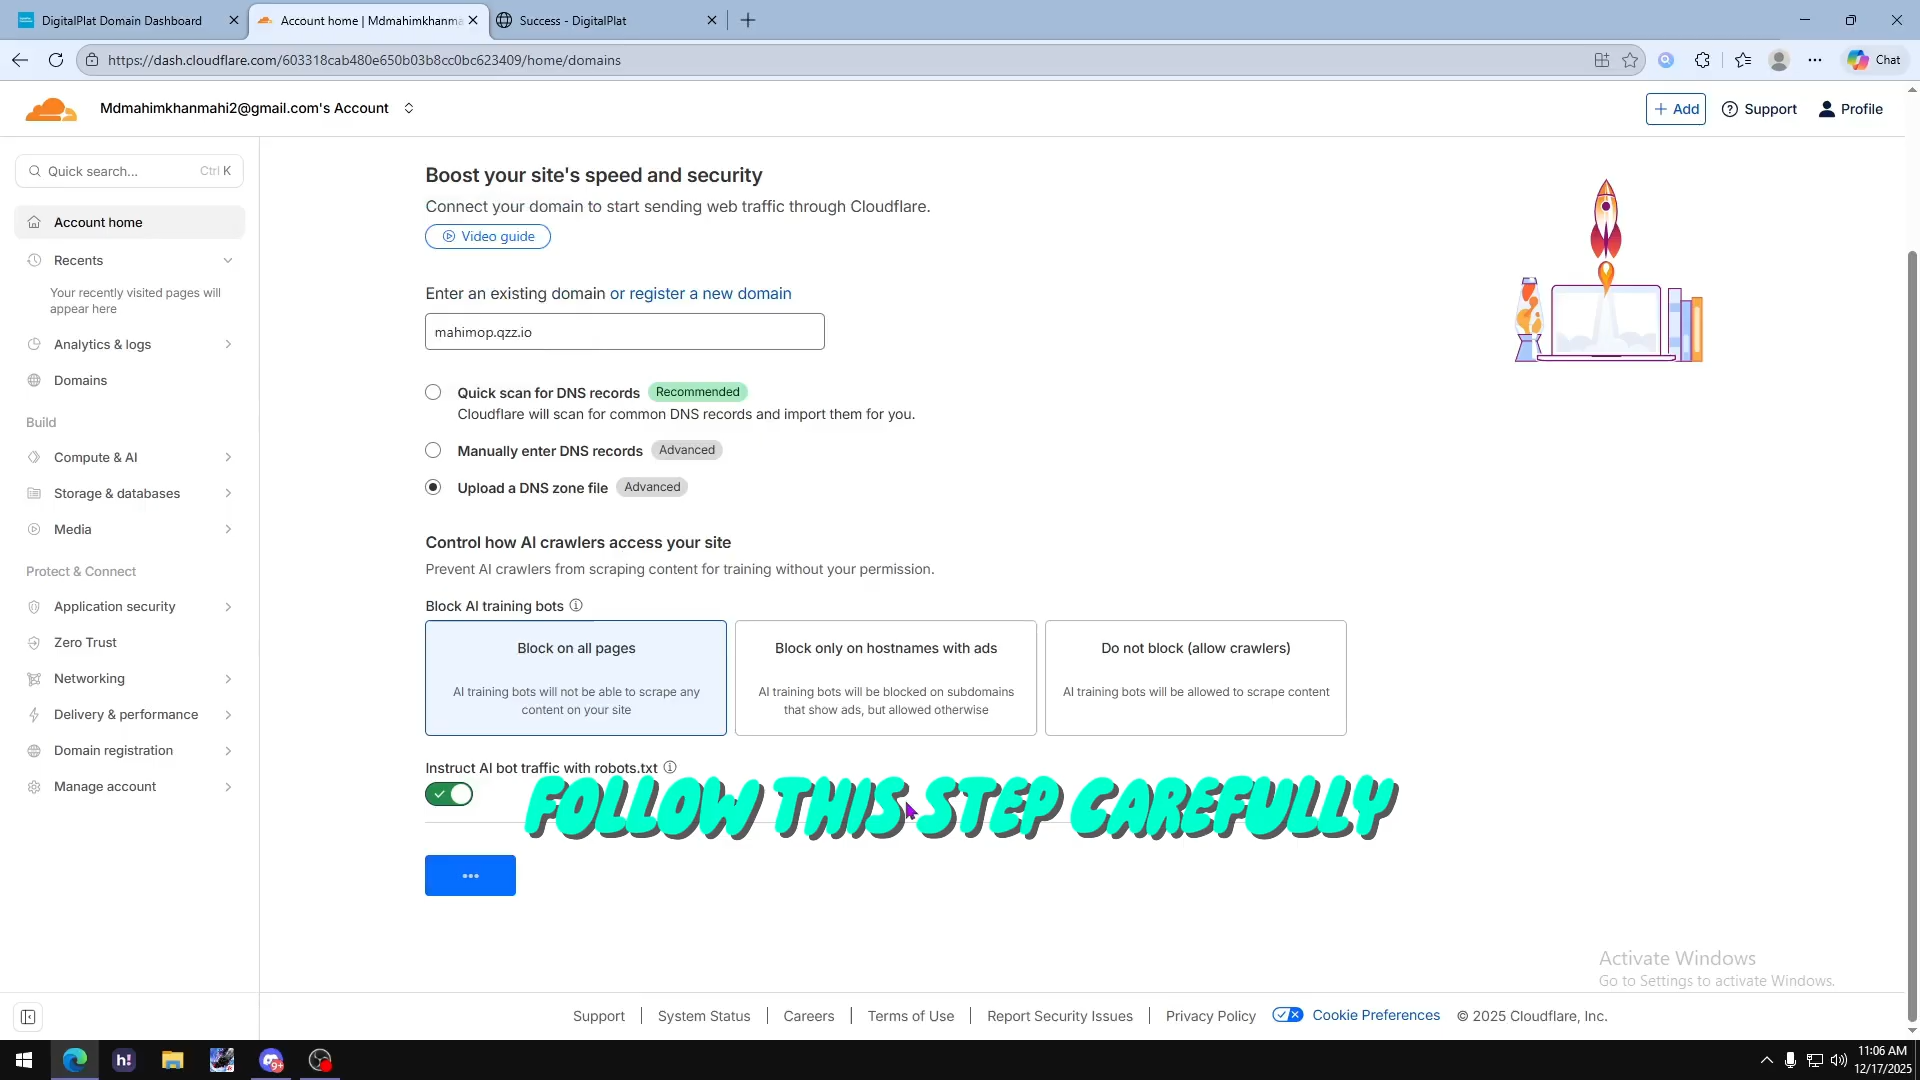 DigitalPlat Domain Dashboard
Account home | Mdmahimkhanma
Success - DigitalPlat
https://dash.cloudflare.com/603318cab480e650b03b8cc0bc623409/home/domains
Chat
Mdmahimkhanmahi2@gmail.com's Account
Add
Support
Profile
Quick search...
Ctrl K
Account home
Recents
Your recently visited pages will
appear here
Analytics & logs
Domains
Build
Compute & AI
Storage & databases
Media
Protect & Connect
Application security
Zero Trust
Networking
Delivery & performance
Domain registration
Manage account
Boost your site's speed and security
Connect your domain to start sending web traffic through Cloudflare.
Video guide
Enter an existing domain or register a new domain
mahimop.qzz.io
Quick scan for DNS records Recommended
Cloudflare will scan for common DNS records and import them for you.
Manually enter DNS records Advanced
Upload a DNS zone file Advanced
Control how AI crawlers access your site
Prevent AI crawlers from scraping content for training without your permission.
Block AI training bots
Block on all pages
AI training bots will not be able to scrape any
content on your site
Block only on hostnames with ads
AI training bots will be blocked on subdomains
that show ads, but allowed otherwise
Do not block (allow crawlers)
AI training bots will be allowed to scrape content
Instruct AI bot traffic with robots.txt
FOLLOW THIS STEP CAREFULLY
Activate Windows
Go to Settings to activate Windows.
Support
System Status
Careers
Terms of Use
Report Security Issues
Privacy Policy
Cookie Preferences
© 2025 Cloudflare, Inc.
h!
9+
11:06 AM
12/17/2025